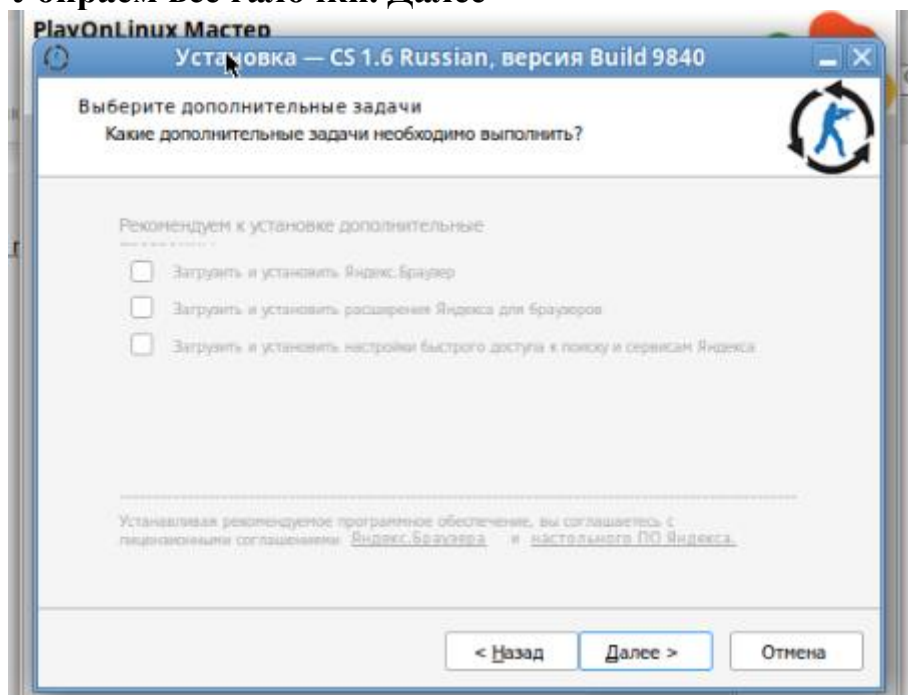 Убираем все галочки. Далее
PlayOnLinux Мастер
Установка — CS 1.6 Russian, версия Build 9840
Выберите дополнительные задачи
Какие дополнительные задачи необходимо выполнить?
Рекомендуем к установке дополнительные
Загрузить и установить Яндекс.Браузер
Загрузить и установить расширения Яндекса для браузеров
Загрузить и установить настройки быстрого доступа к поиску и сервисам Яндекса
Устанавливая рекомендуемое программное обеспечение, вы соглашаетесь с
лицензионными соглашениями Яндекс.Браузера и настольного ПО Яндекса.
< Назад Далее > Отмена